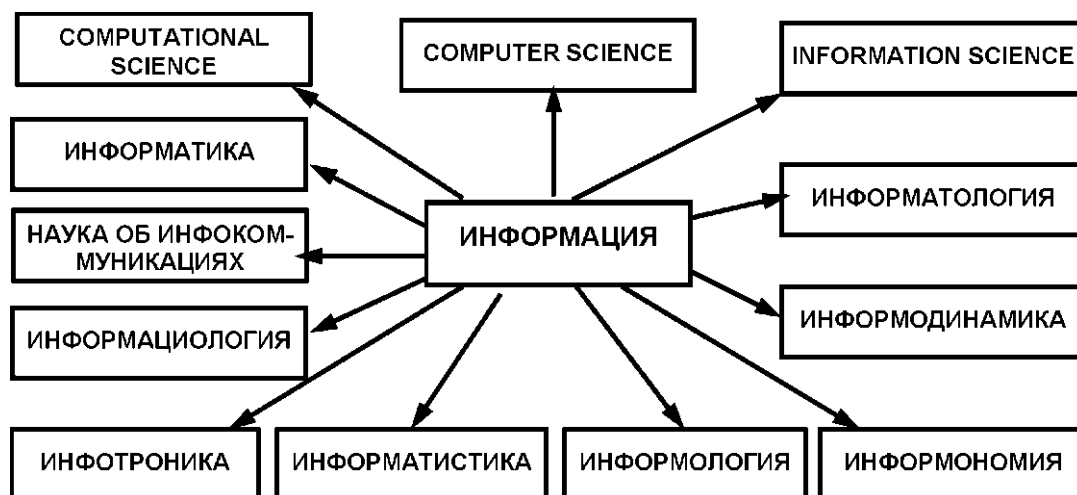 COMPUTATIONAL
SCIENCE
COMPUTER SCIENCE
INFORMATION SCIENCE
ИНФОРМАТИКА
ИНФОРМАТОЛОГИЯ
НАУКА ОБ ИНФОКОМ-
МУНИКАЦИЯХ
ИНФОРМАЦИЯ
ИНФОРМАЦИОЛОГИЯ
ИНФОРМОДИНАМИКА
ИНФОТРОНИКА
ИНФОРМАТИСТИКА
ИНФОРМОЛОГИЯ
ИНФОРМОНОМИЯ